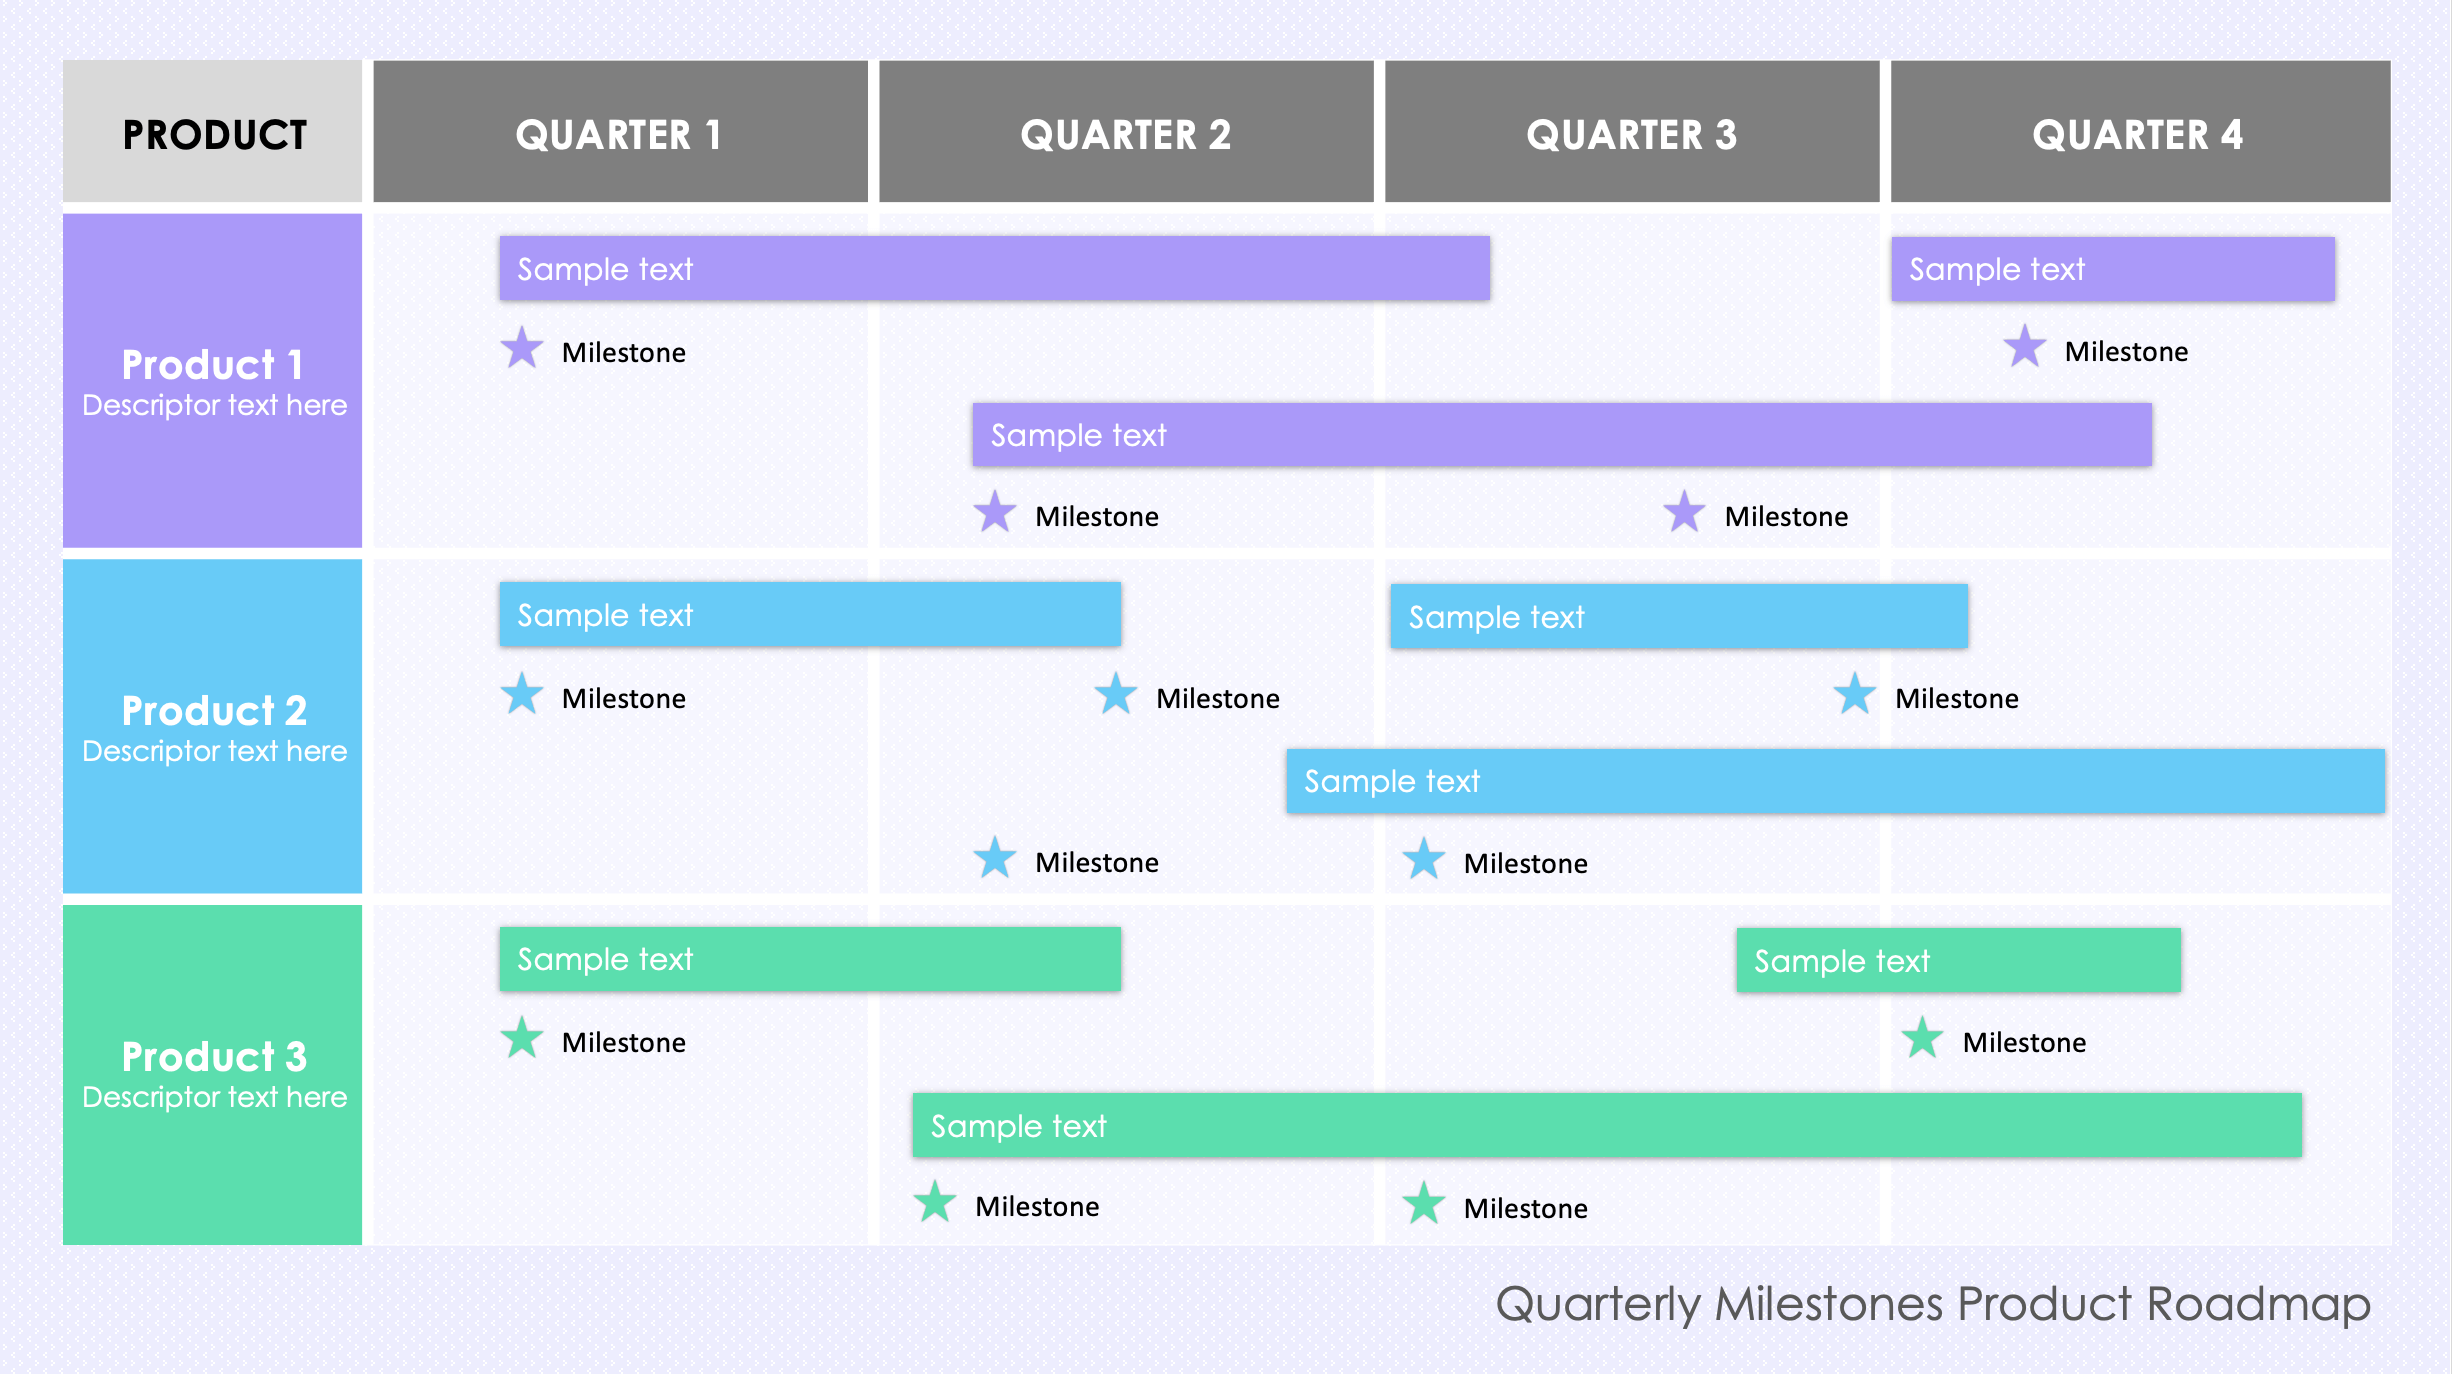 PRODUCT QUARTER 1 QUARTER 2 QUARTER 3 QUARTER 4
Sample text Sample text
Milestone Milestone
Product 1
Descriptor text here
Sample text
Milestone Milestone
Sample text Sample text
Milestone Milestone Milestone
Product 2
Descriptor text here
Sample text
Milestone Milestone
Sample text Sample text
Milestone Milestone
Product 3
Descriptor text here
Sample text
Milestone Milestone
Quarterly Milestones Product Roadmap